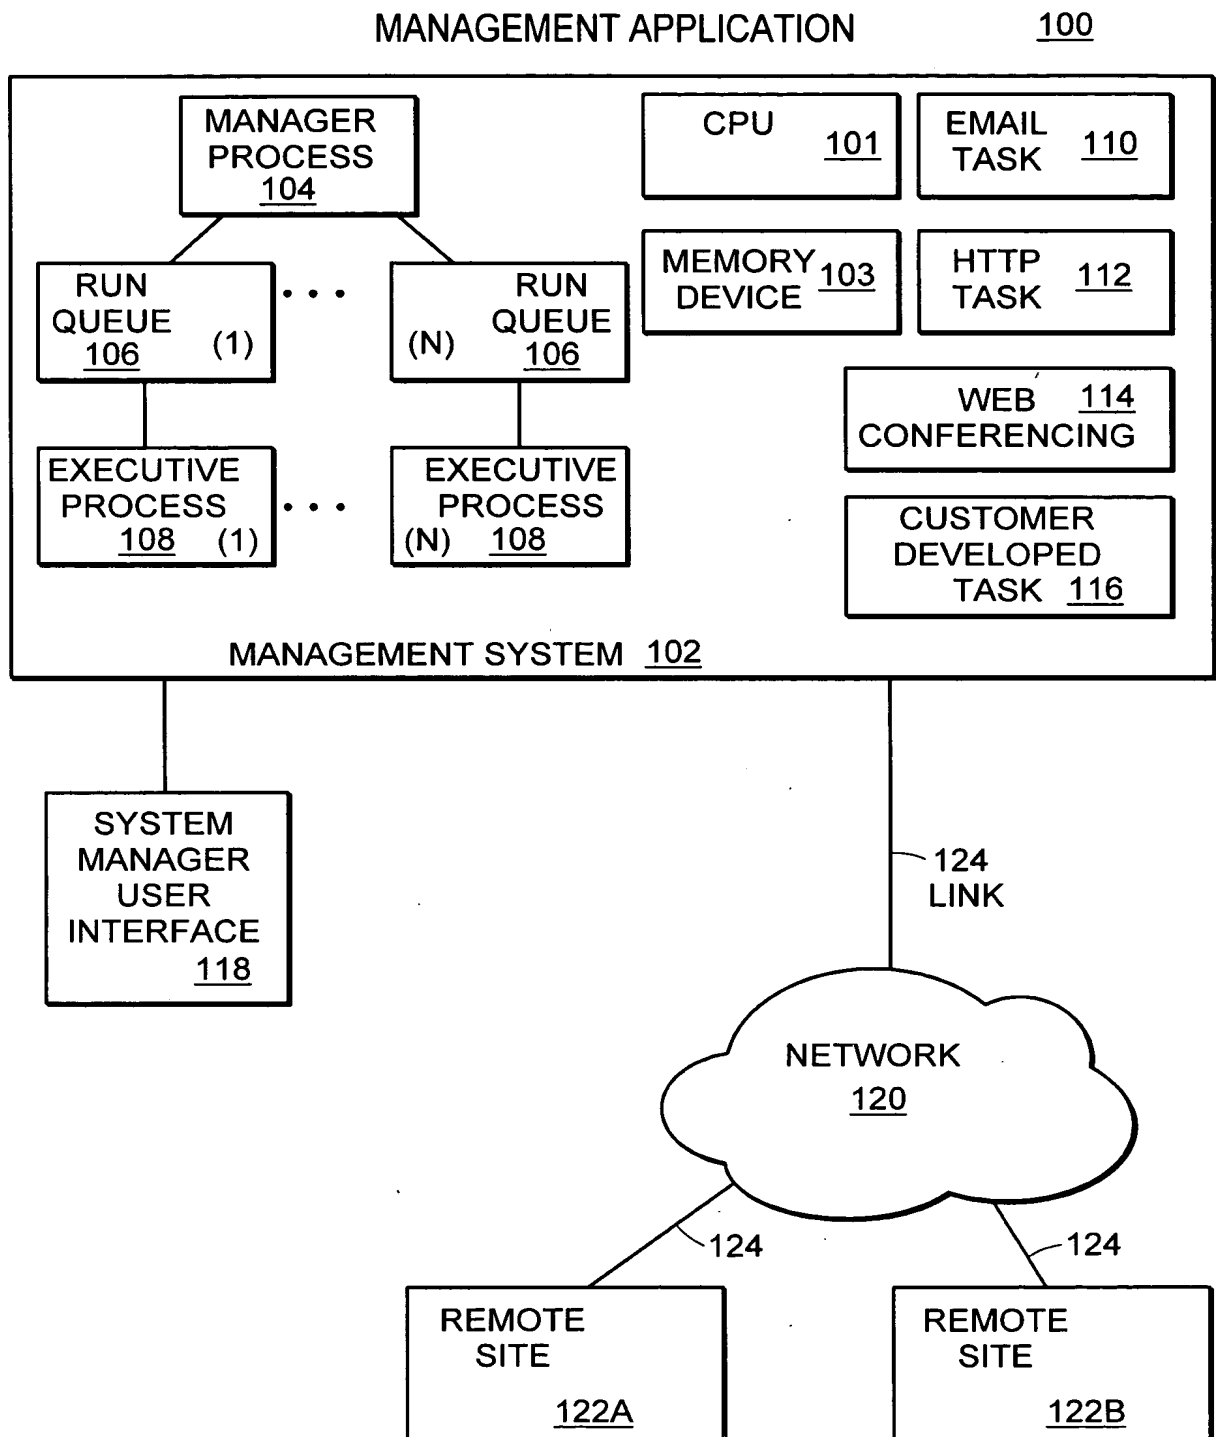 MANAGEMENT APPLICATION 100
MANAGER
PROCESS
104
CPU
101
EMAIL
TASK 110
RUN
QUEUE
106 (1)
(N) RUN
QUEUE
106
MEMORY
DEVICE 103
HTTP
TASK 112
WEB 114
CONFERENCING
EXECUTIVE
PROCESS
108 (1)
EXECUTIVE
PROCESS
(N) 108
CUSTOMER
DEVELOPED
TASK 116
MANAGEMENT SYSTEM 102
SYSTEM
MANAGER
USER
INTERFACE
118
124
LINK
NETWORK
120
124
124
REMOTE
SITE
122A
REMOTE
SITE
122B